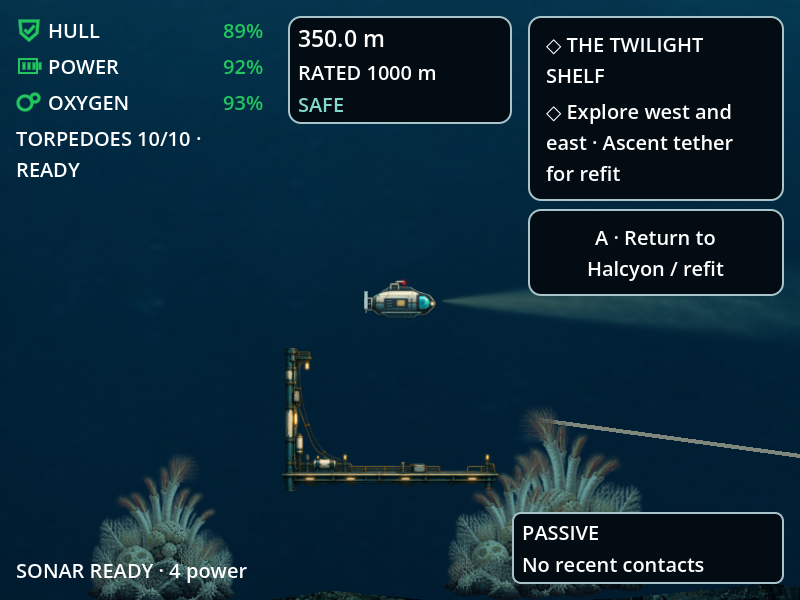 HULL 89%
POWER 92%
OXYGEN 93%
TORPEDOES 10/10 ·
READY
350.0 m
RATED 1000 m
SAFE
◇ THE TWILIGHT
SHELF
◇ Explore west and
east · Ascent tether
for refit
A · Return to
Halcyon / refit
PASSIVE
No recent contacts
SONAR READY · 4 power